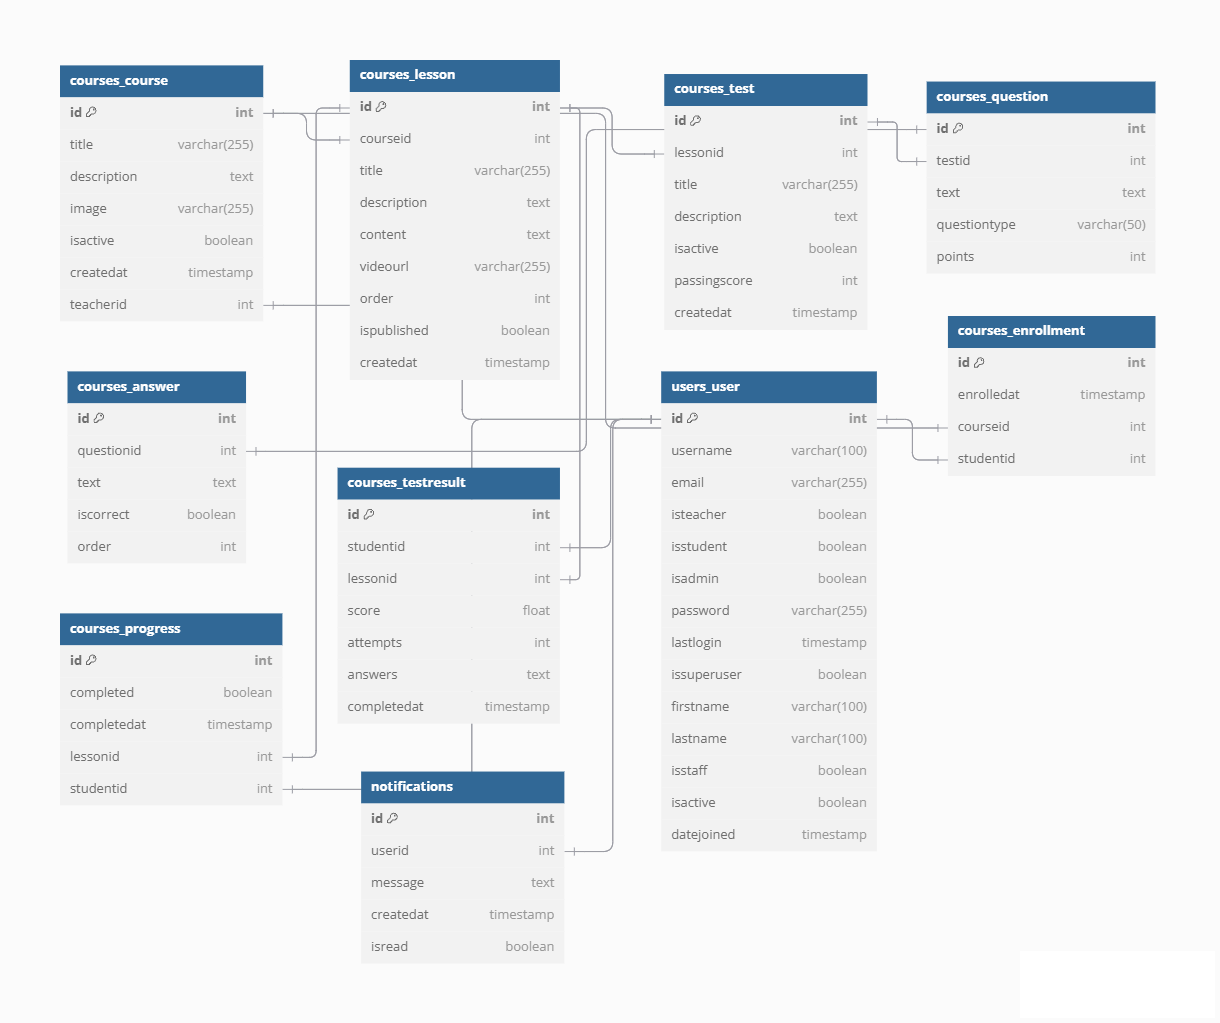 courses_course
id int
title varchar(255)
description text
image varchar(255)
isactive boolean
createdat timestamp
teacherid int
courses_lesson
id int
courseid int
title varchar(255)
description text
content text
videourl varchar(255)
order int
ispublished boolean
createdat timestamp
courses_test
id int
lessonid int
title varchar(255)
description text
isactive boolean
passingscore int
createdat timestamp
courses_question
id int
testid int
text text
questiontype varchar(50)
points int
courses_enrollment
id int
enrolledat timestamp
courseid int
studentid int
courses_answer
id int
questionid int
text text
iscorrect boolean
order int
courses_testresult
id int
studentid int
lessonid int
score float
attempts int
answers text
completedat timestamp
users_user
id int
username varchar(100)
email varchar(255)
isteacher boolean
isstudent boolean
isadmin boolean
password varchar(255)
lastlogin timestamp
issuperuser boolean
firstname varchar(100)
lastname varchar(100)
isstaff boolean
isactive boolean
datejoined timestamp
courses_progress
id int
completed boolean
completedat timestamp
lessonid int
studentid int
notifications
id int
userid int
message text
createdat timestamp
isread boolean